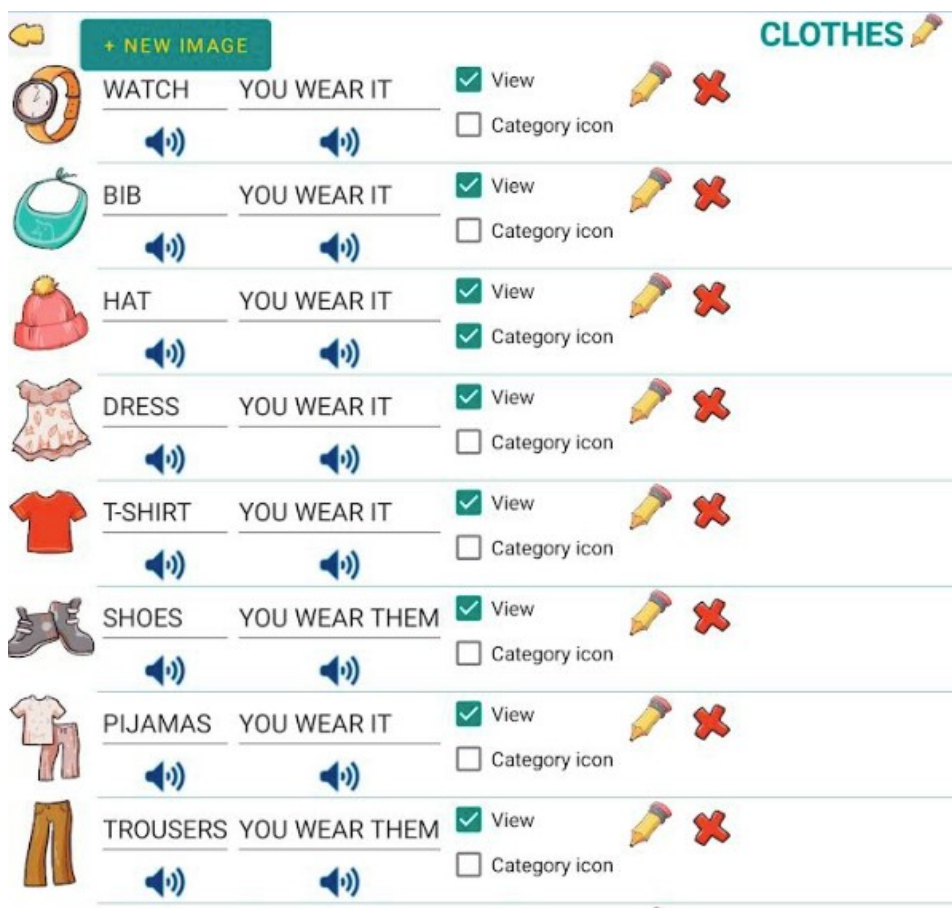 + NEW IMAGE
CLOTHES
WATCH YOU WEAR IT View
Category icon
BIB YOU WEAR IT View
Category icon
HAT YOU WEAR IT View
Category icon
DRESS YOU WEAR IT View
Category icon
T-SHIRT YOU WEAR IT View
Category icon
SHOES YOU WEAR THEM View
Category icon
PIJAMAS YOU WEAR IT View
Category icon
TROUSERS YOU WEAR THEM View
Category icon